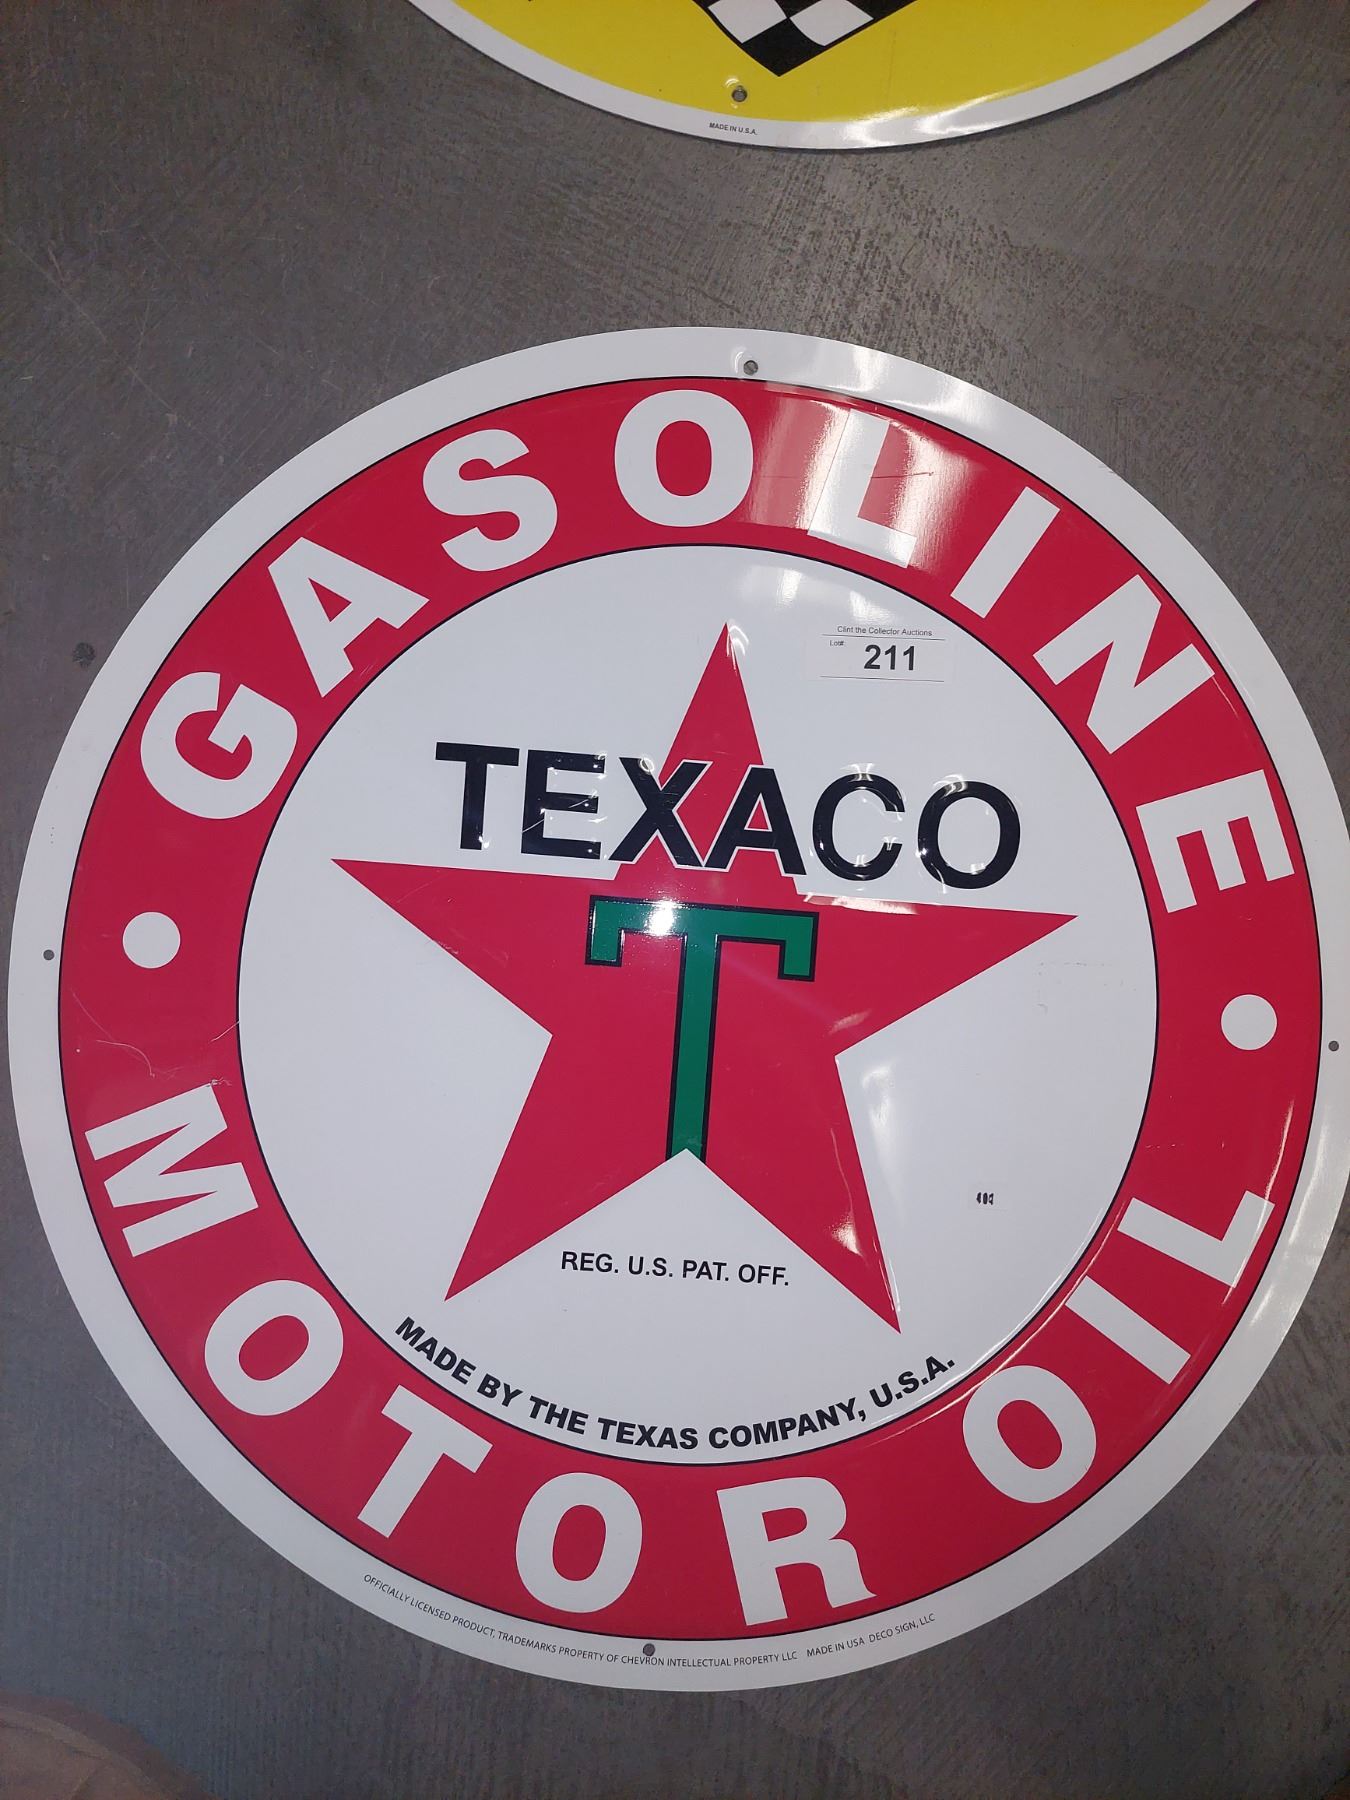 MADE IN U.S.A.
GASOLINE
Clint the Collector Auctions
Lot#: 211
TEXACO
T
403
REG. U.S. PAT. OFF.
MADE BY THE TEXAS COMPANY, U.S.A.
MOTOR OIL
OFFICIALLY LICENSED PRODUCT, TRADEMARKS PROPERTY OF CHEVRON INTELLECTUAL PROPERTY LLC MADE IN USA DECO SIGN, LLC